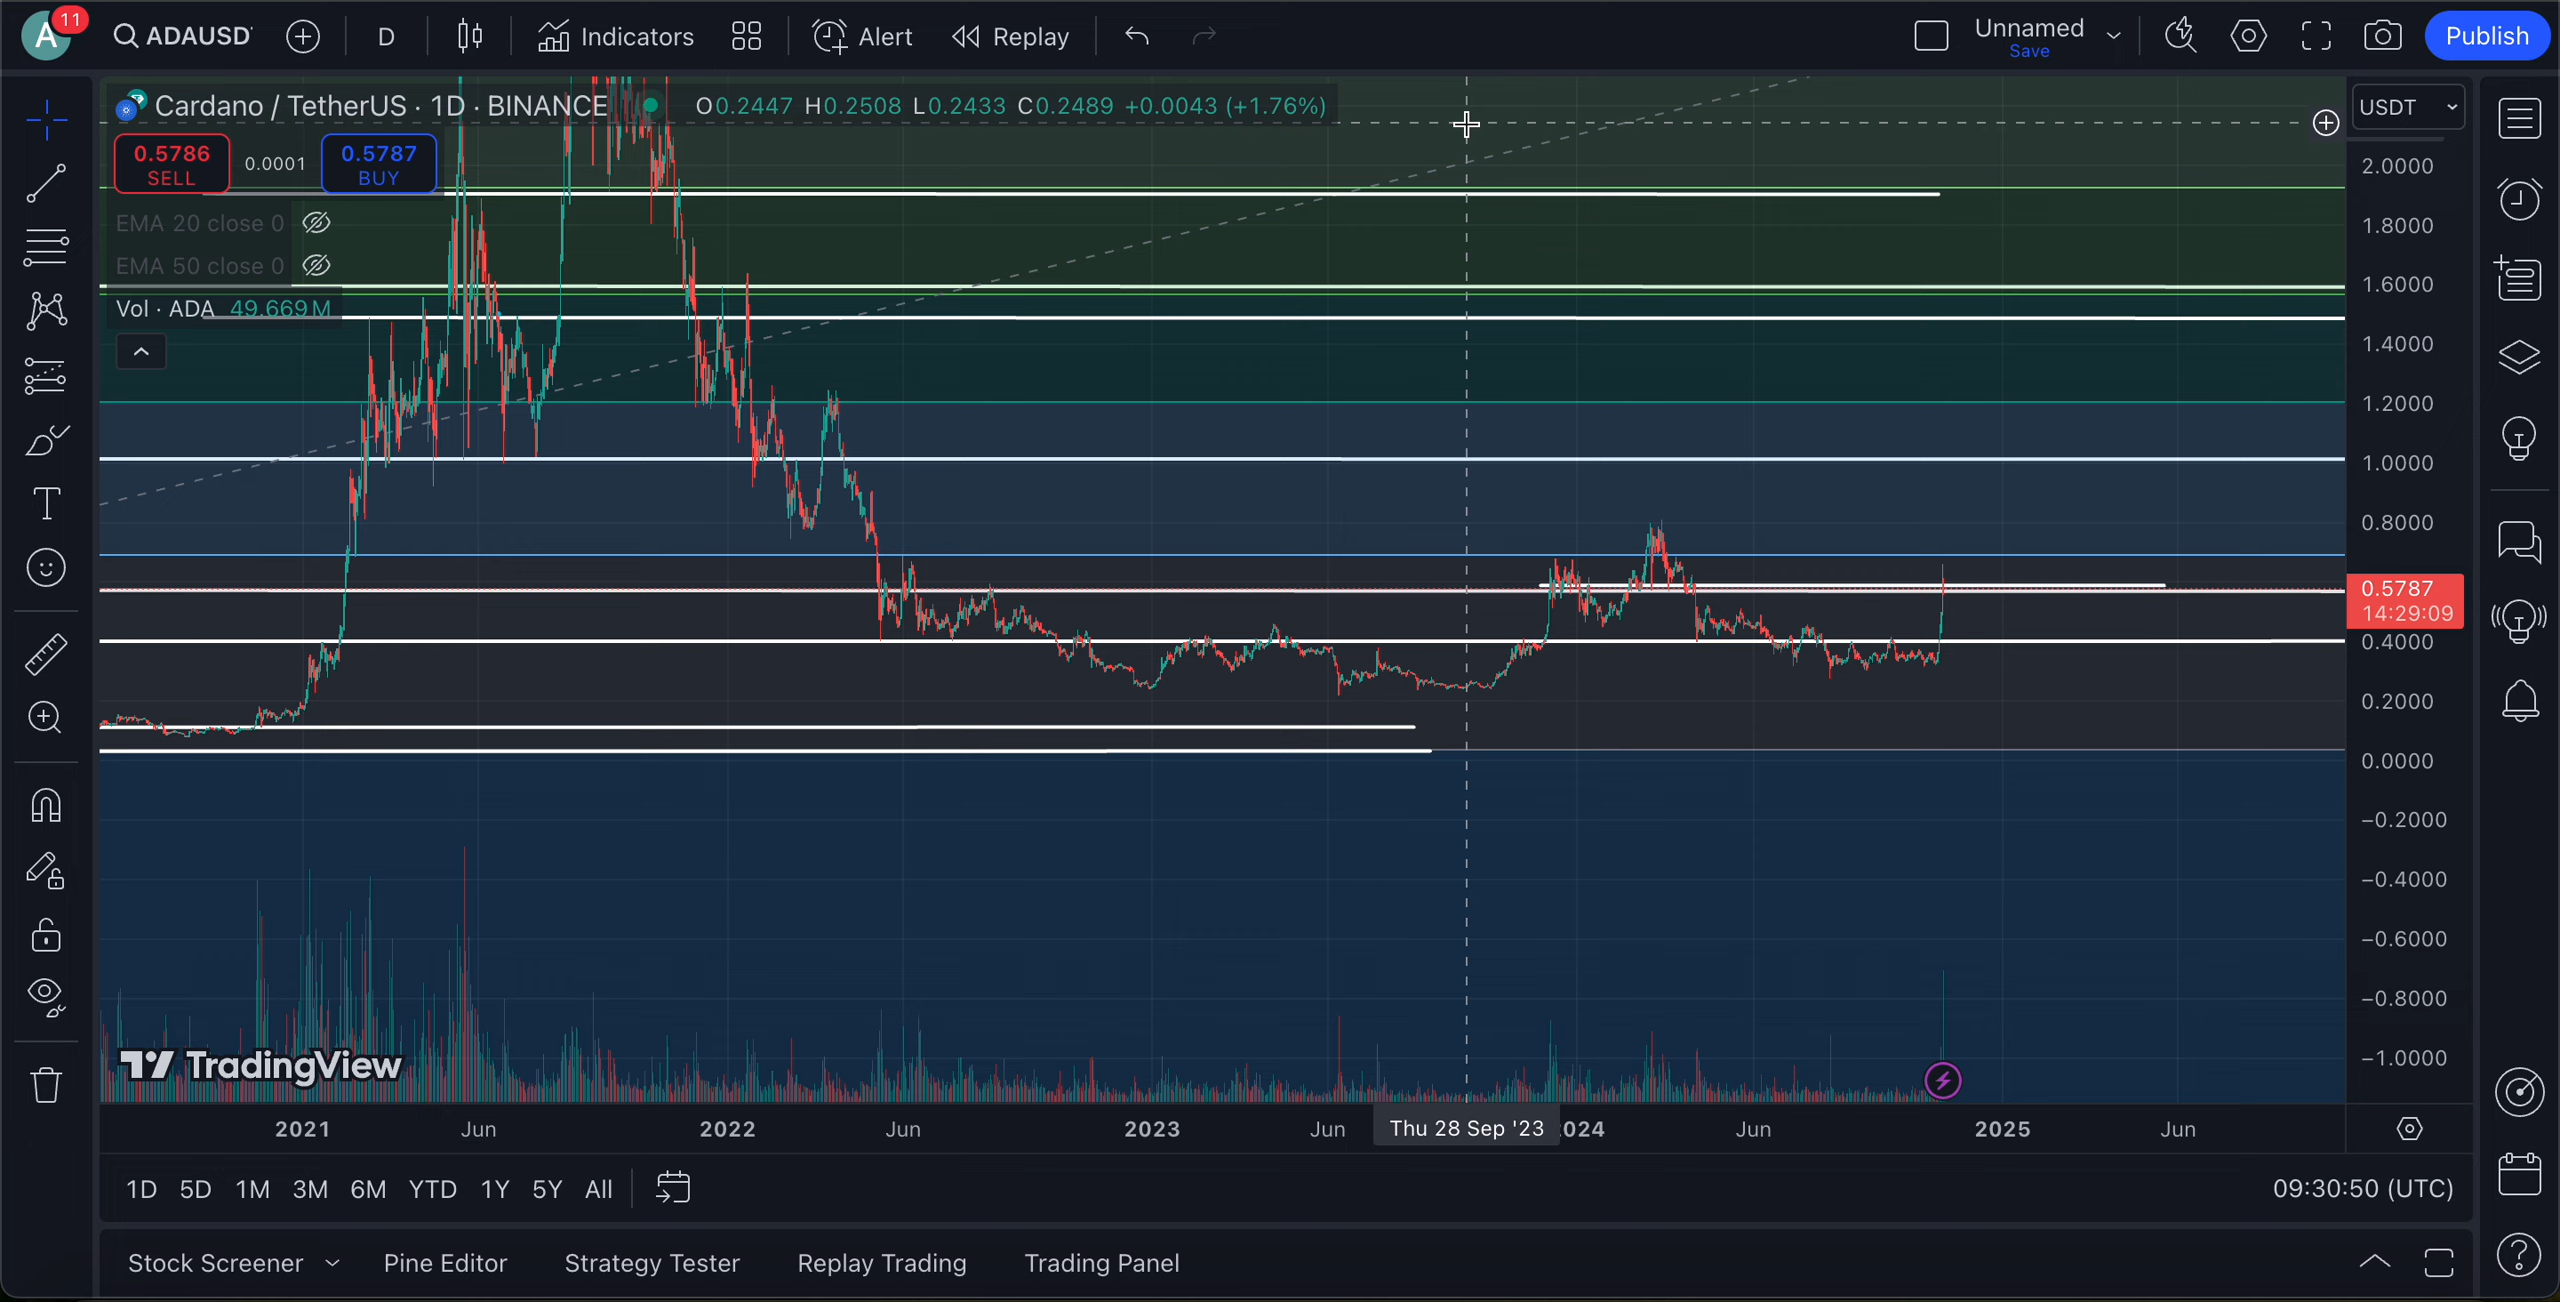 A 11 ADAUSD D Indicators Alert Replay Unnamed Save Publish
Cardano / TetherUS · 1D · BINANCE O0.2447 H0.2508 L0.2433 C0.2489 +0.0043 (+1.76%) USDT
0.5786 SELL 0.0001 0.5787 BUY
EMA 20 close 0
EMA 50 close 0
Vol · ADA 49.669 M
2.0000
1.8000
1.6000
1.4000
1.2000
1.0000
0.8000
0.5787
14:29:09
0.4000
0.2000
0.0000
−0.2000
−0.4000
−0.6000
−0.8000
−1.0000
TradingView
2021 Jun 2022 Jun 2023 Jun Thu 28 Sep '23 024 Jun 2025 Jun
1D 5D 1M 3M 6M YTD 1Y 5Y All 09:30:50 (UTC)
Stock Screener Pine Editor Strategy Tester Replay Trading Trading Panel